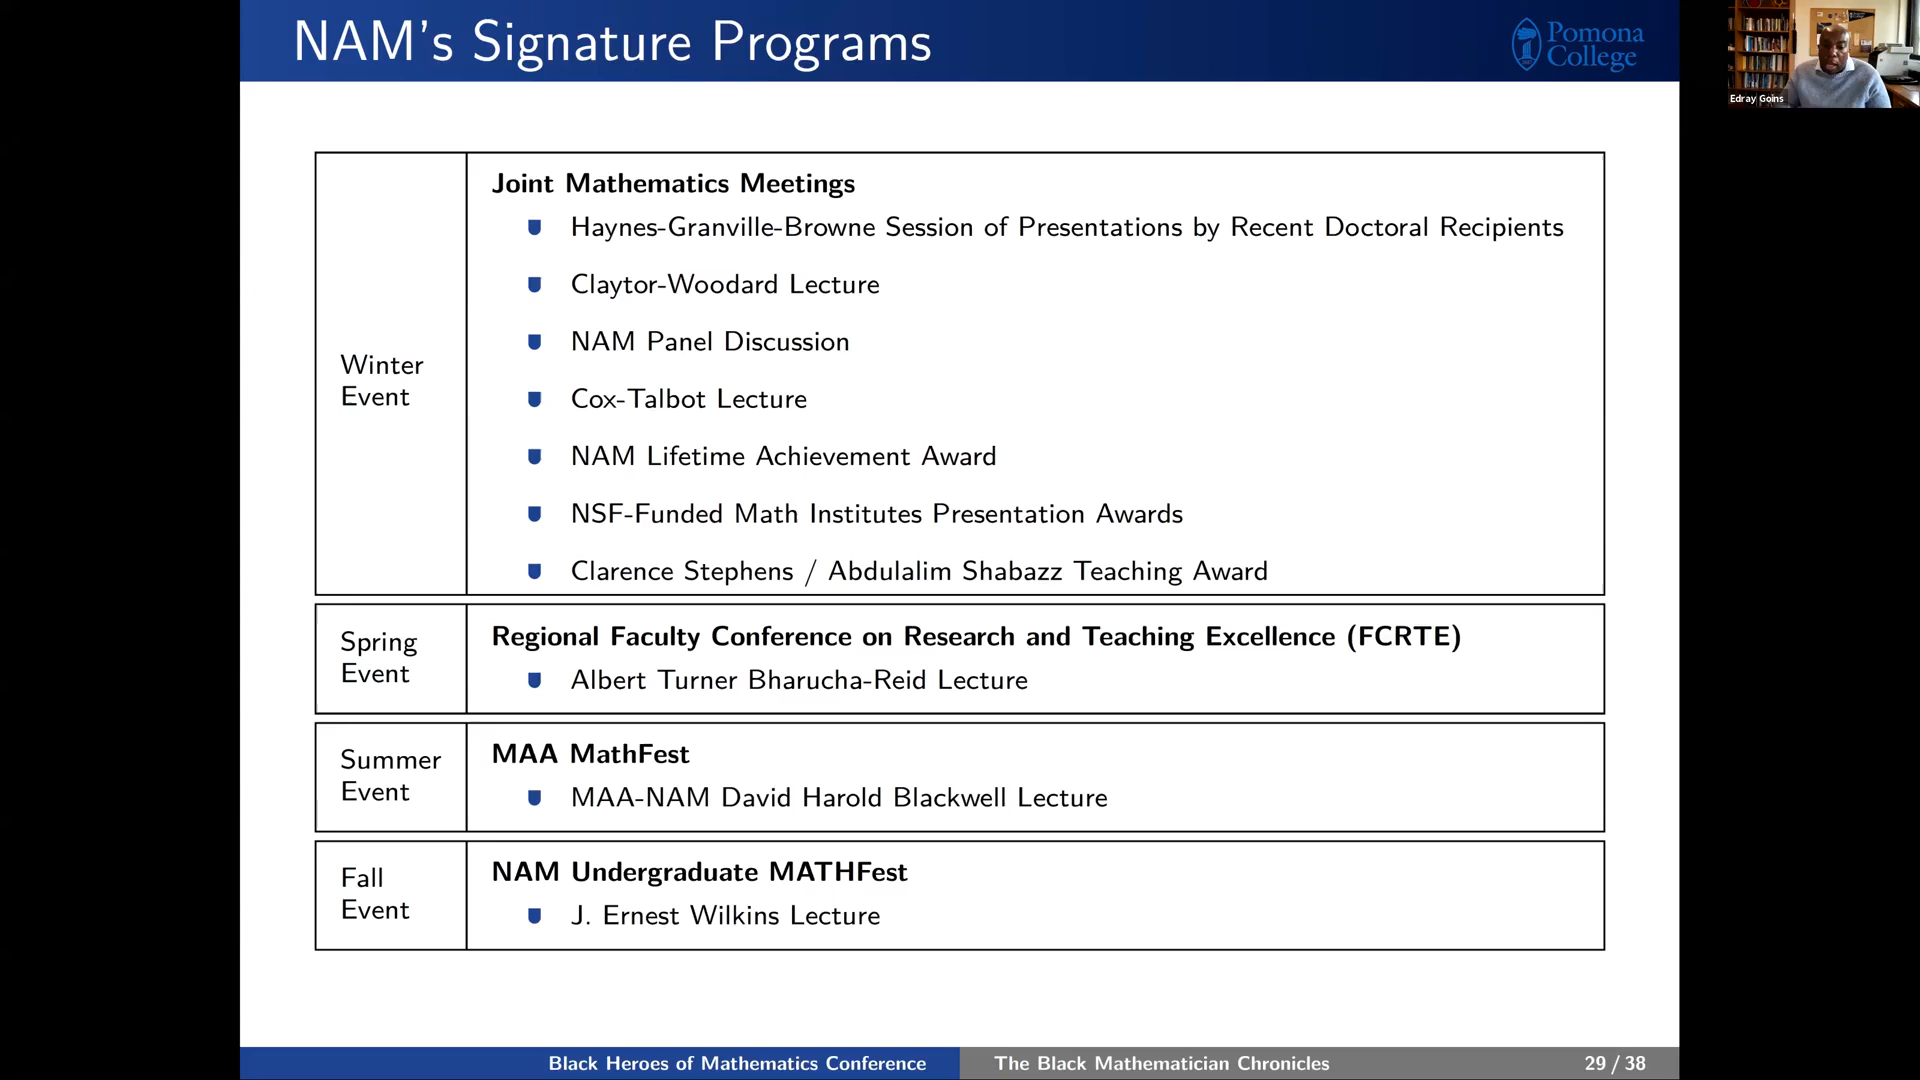 NAM's Signature Programs
Pomona
College
Edray Goins
Winter
Event
Joint Mathematics Meetings
Haynes-Granville-Browne Session of Presentations by Recent Doctoral Recipients
Claytor-Woodard Lecture
NAM Panel Discussion
Cox-Talbot Lecture
NAM Lifetime Achievement Award
NSF-Funded Math Institutes Presentation Awards
Clarence Stephens / Abdulalim Shabazz Teaching Award
Spring
Event
Regional Faculty Conference on Research and Teaching Excellence (FCRTE)
Albert Turner Bharucha-Reid Lecture
Summer
Event
MAA MathFest
MAA-NAM David Harold Blackwell Lecture
Fall
Event
NAM Undergraduate MATHFest
J. Ernest Wilkins Lecture
Black Heroes of Mathematics Conference
The Black Mathematician Chronicles
29 / 38